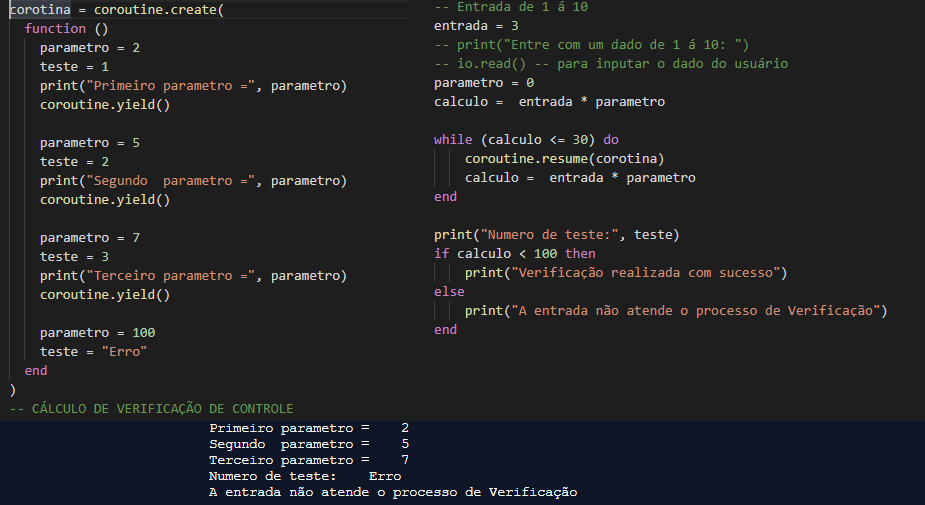 corotina = coroutine.create(
function ()
parametro = 2
teste = 1
print("Primeiro parametro =", parametro)
coroutine.yield()
parametro = 5
teste = 2
print("Segundo  parametro =", parametro)
coroutine.yield()
parametro = 7
teste = 3
print("Terceiro parametro =", parametro)
coroutine.yield()
parametro = 100
teste = "Erro"
end
)
-- CÁLCULO DE VERIFICAÇÃO DE CONTROLE
-- Entrada de 1 á 10
entrada = 3
-- print("Entre com um dado de 1 á 10: ")
-- io.read() -- para inputar o dado do usuário
parametro = 0
calculo =  entrada * parametro
while (calculo <= 30) do
coroutine.resume(corotina)
calculo =  entrada * parametro
end
print("Numero de teste:", teste)
if calculo < 100 then
print("Verificação realizada com sucesso")
else
print("A entrada não atende o processo de Verificação")
end
Primeiro parametro =    2
Segundo  parametro =    5
Terceiro parametro =    7
Numero de teste:    Erro
A entrada não atende o processo de Verificação